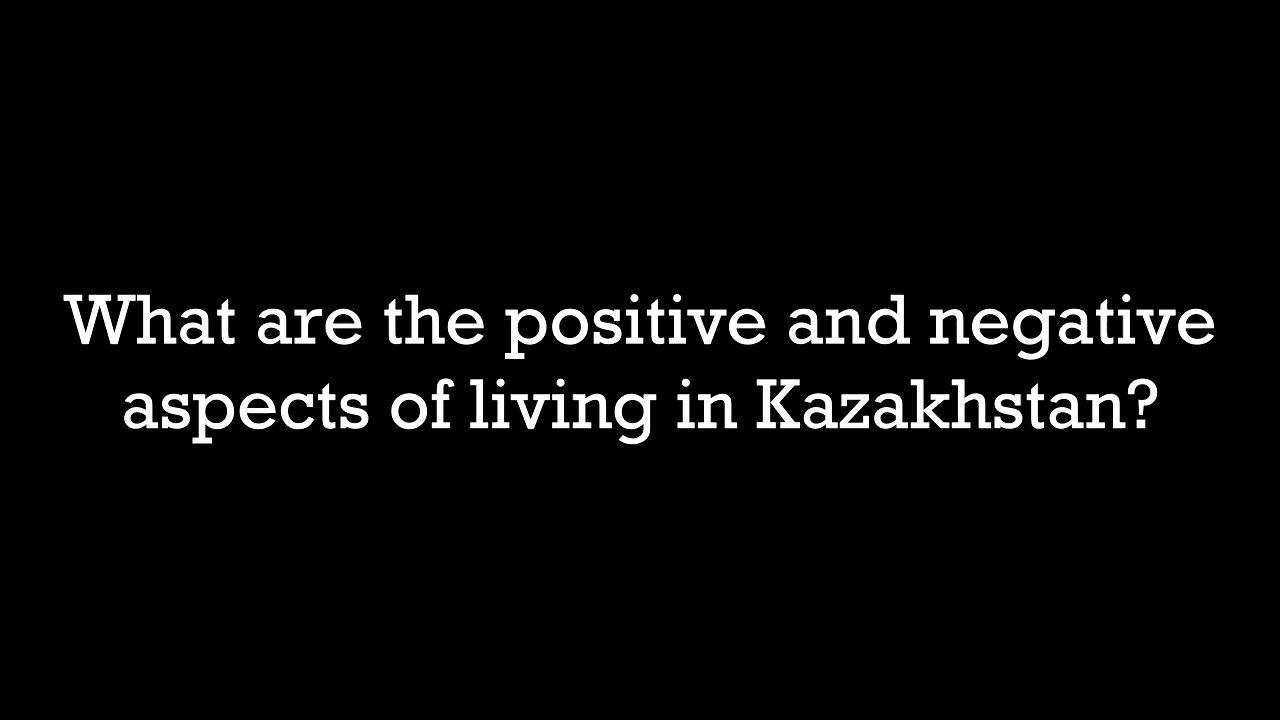 What are the positive and negative
aspects of living in Kazakhstan?